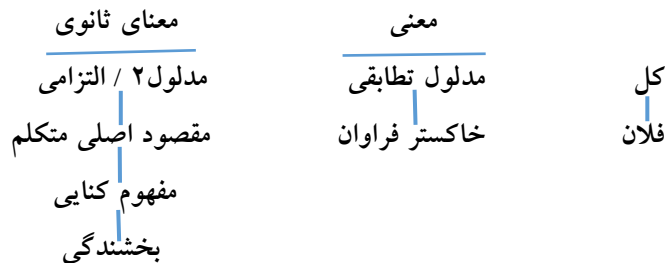 معنی معنای ثانوی
کل مدلول تطابقی مدلول۲ / التزامی
فلان خاکستر فراوان مقصود اصلی متکلم
مفهوم کنایی
بخشندگی